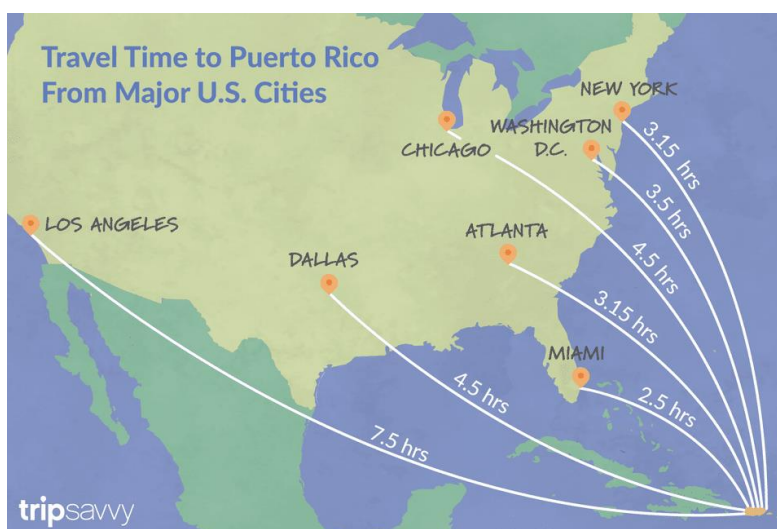 Travel Time to Puerto Rico
From Major U.S. Cities
NEW YORK
WASHINGTON
D.C.
CHICAGO
3.15 hrs
3.5 hrs
LOS ANGELES
ATLANTA
DALLAS
4.5 hrs
3.15 hrs
MIAMI
4.5 hrs
2.5 hrs
7.5 hrs
tripsavvy